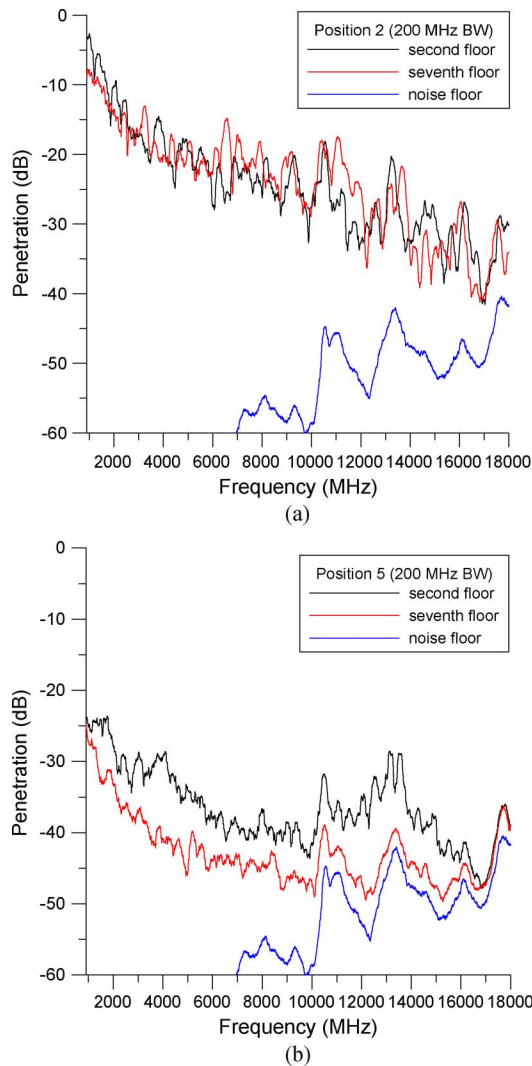 0
-10
-20
-30
-40
-50
-60
Penetration (dB)
Position 2 (200 MHz BW)
second floor
seventh floor
noise floor
2000 4000 6000 8000 10000 12000 14000 16000 18000
Frequency (MHz)
(a)
0
-10
-20
-30
-40
-50
-60
Penetration (dB)
Position 5 (200 MHz BW)
second floor
seventh floor
noise floor
2000 4000 6000 8000 10000 12000 14000 16000 18000
Frequency (MHz)
(b)